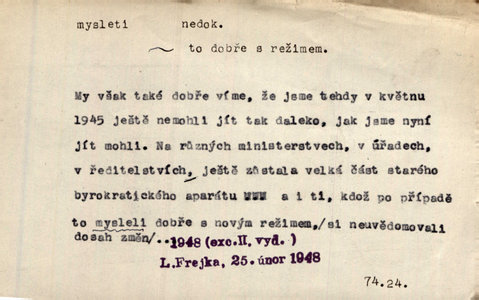 mysleti nedok.
~ to dobře s režimem.
My však také dobře víme, že jsme tehdy v květnu
1945 ještě nemohli jít tak daleko, jak jsme nyní
jít mohli. Na různých ministerstvech, v úřadech,
v ředitelstvích, ještě zůstala velká část starého
byrokratického aparátu a i ti, kdož po případě
to mysleli dobře s novým režimem,/si neuvědomovali
dosah změn/..1948 (exc.II. vyd.)
L.Frejka, 25. únor 1948
74.24.